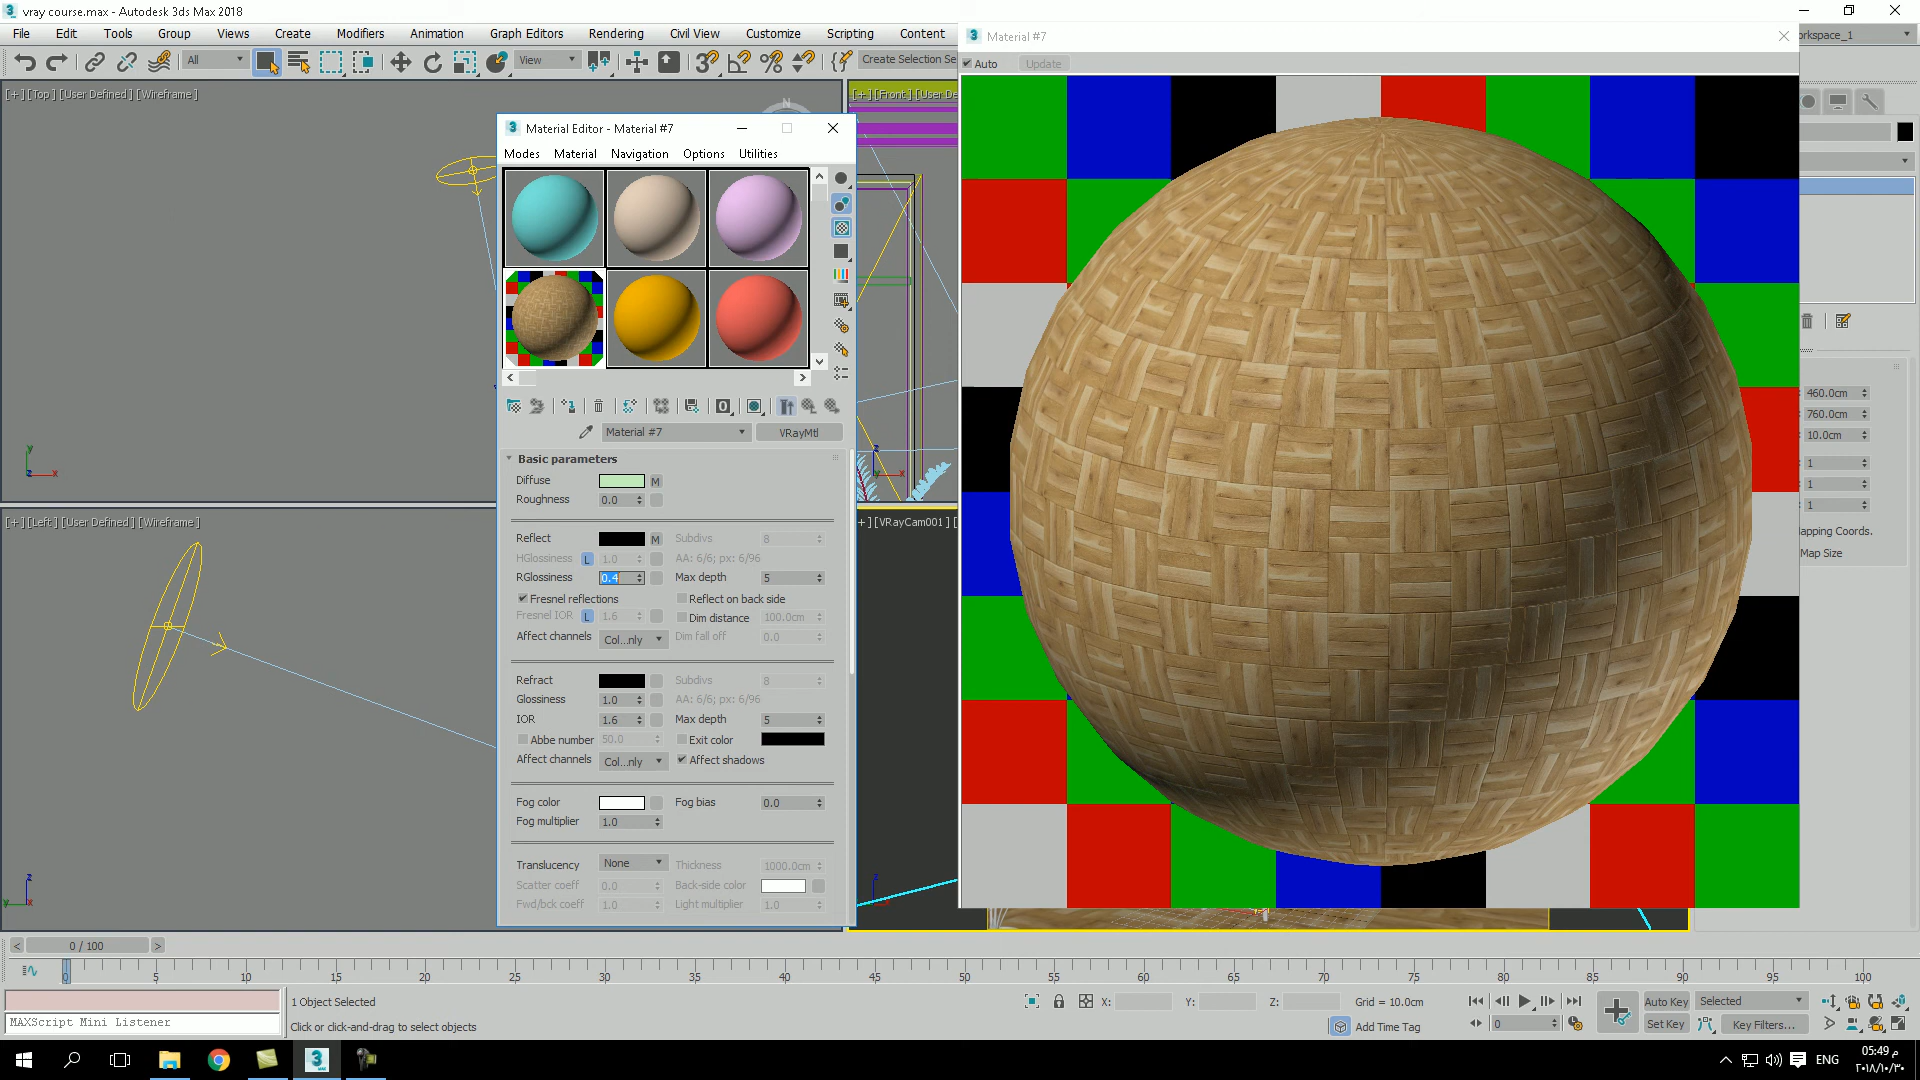 vray course.max - Autodesk 3ds Max 2018
File Edit Tools Group Views Create Modifiers Animation Graph Editors Rendering Civil View Customize Scripting Content
Material #7
orkspace_1
All View Create Selection Se
Auto Update
[+] [Top] [User Defined] [Wireframe]
[+] [Front] [User De
Material Editor - Material #7
Modes Material Navigation Options Utilities
Material #7 VRayMtl
Basic parameters
Diffuse M
Roughness 0.0
Reflect M Subdivs 8
HGlossiness L 1.0 AA: 6/6; px: 6/96
RGlossiness 0.4 Max depth 5
Fresnel reflections Reflect on back side
Fresnel IOR L 1.6 Dim distance 100.0cm
Affect channels Col...nly Dim fall off 0.0
Refract Subdivs 8
Glossiness 1.0 AA: 6/6; px: 6/96
IOR 1.6 Max depth 5
Abbe number 50.0 Exit color
Affect channels Col...nly Affect shadows
Fog color Fog bias 0.0
Fog multiplier 1.0
Translucency None Thickness 1000.0cm
Scatter coeff 0.0 Back-side color
Fwd/bck coeff 1.0 Light multiplier 1.0
[+] [Left] [User Defined] [Wireframe]
+] [VRayCam001] [
460.0cm
760.0cm
10.0cm
1
1
1
apping Coords.
Map Size
0 / 100
0 5 10 15 20 25 30 35 40 45 50 55 60 65 70 75 80 85 90 95 100
1 Object Selected
X: Y: Z: Grid = 10.0cm
Auto Key Selected
MAXScript Mini Listener
Click or click-and-drag to select objects
Add Time Tag
0
Set Key Key Filters...
ENG
05:49 م
٢٠١٨/١٠/٣٠